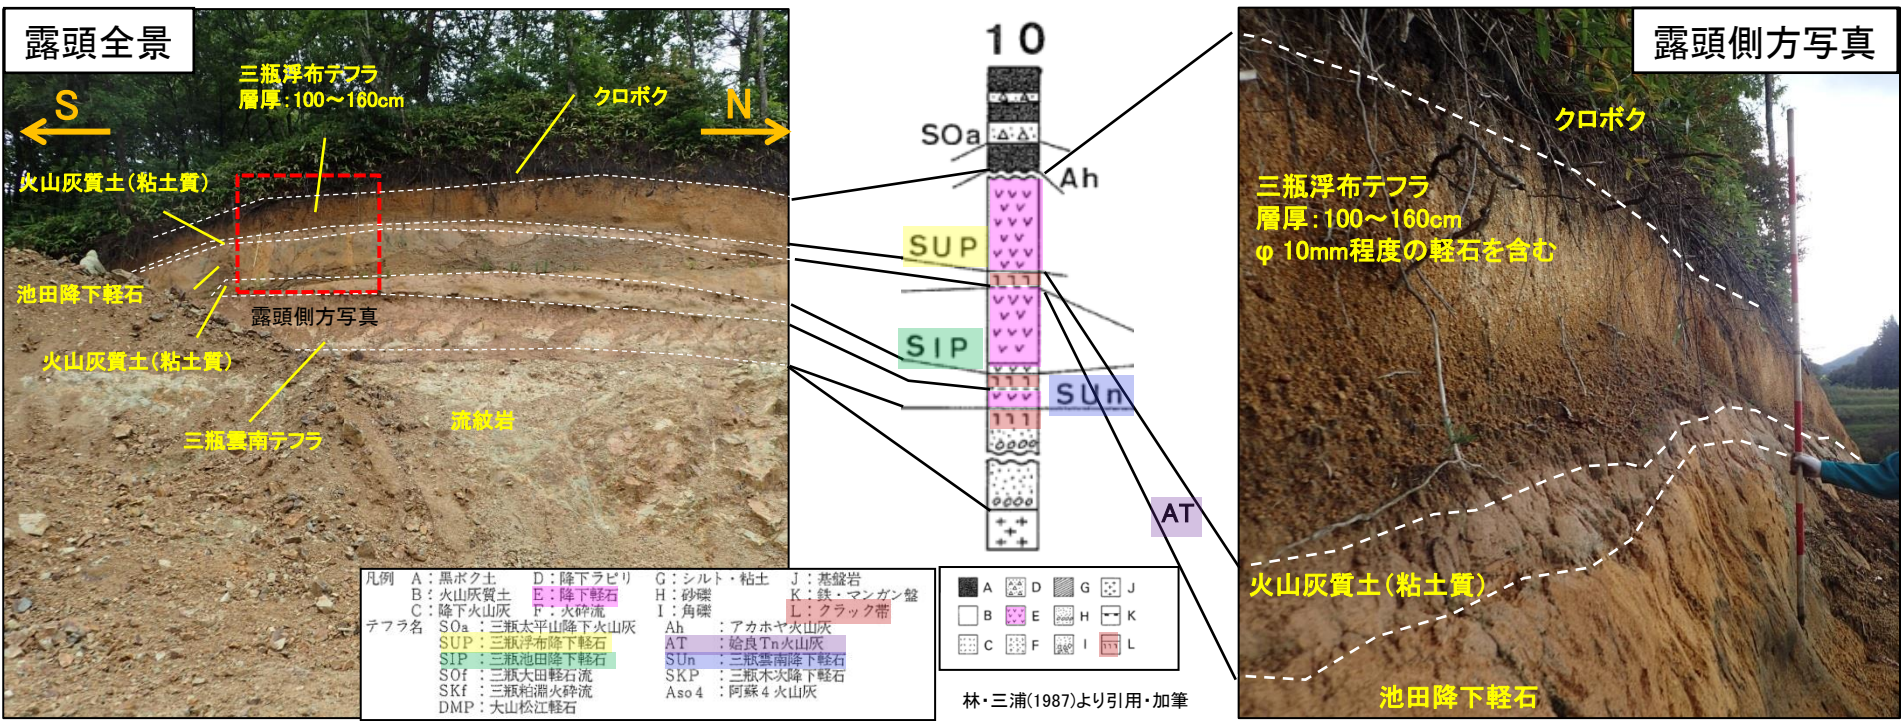 露頭全景
S
N
三瓶浮布テフラ
層厚：100～160cm
クロボク
火山灰質土(粘土質)
池田降下軽石
露頭側方写真
火山灰質土(粘土質)
三瓶雲南テフラ
流紋岩
10
SOa
Ah
SUP
SIP
SUn
AT
凡例 A：黒ボク土 D：降下ラピリ G：シルト・粘土 J：基盤岩
B：火山灰質土 E：降下軽石 H：砂礫 K：鉄・マンガン盤
C：降下火山灰 F：火砕流 I：角礫 L：クラック帯
テフラ名 SOa：三瓶太平山降下火山灰 Ah：アカホヤ火山灰
SUP：三瓶浮布降下軽石 AT：姶良Tn火山灰
SIP：三瓶池田降下軽石 SUn：三瓶雲南降下軽石
SOf：三瓶大田軽石流 SKP：三瓶木次降下軽石
SKf：三瓶粕淵火砕流 Aso4：阿蘇4火山灰
DMP：大山松江軽石
A D G J
B E H K
C F I L
林・三浦(1987)より引用・加筆
露頭側方写真
クロボク
三瓶浮布テフラ
層厚：100～160cm
φ 10mm程度の軽石を含む
火山灰質土(粘土質)
池田降下軽石